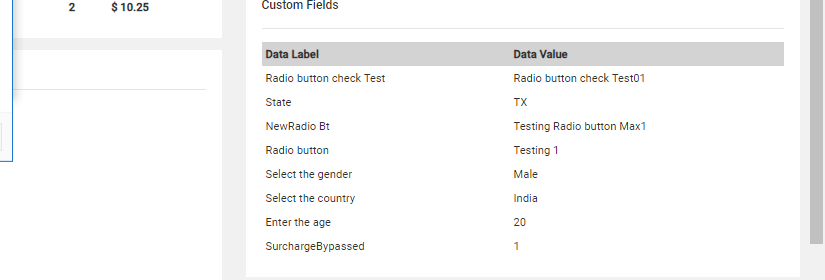 2 $ 10.25
Custom Fields
Data Label Data Value
Radio button check Test Radio button check Test01
State TX
NewRadio Bt Testing Radio button Max1
Radio button Testing 1
Select the gender Male
Select the country India
Enter the age 20
SurchargeBypassed 1